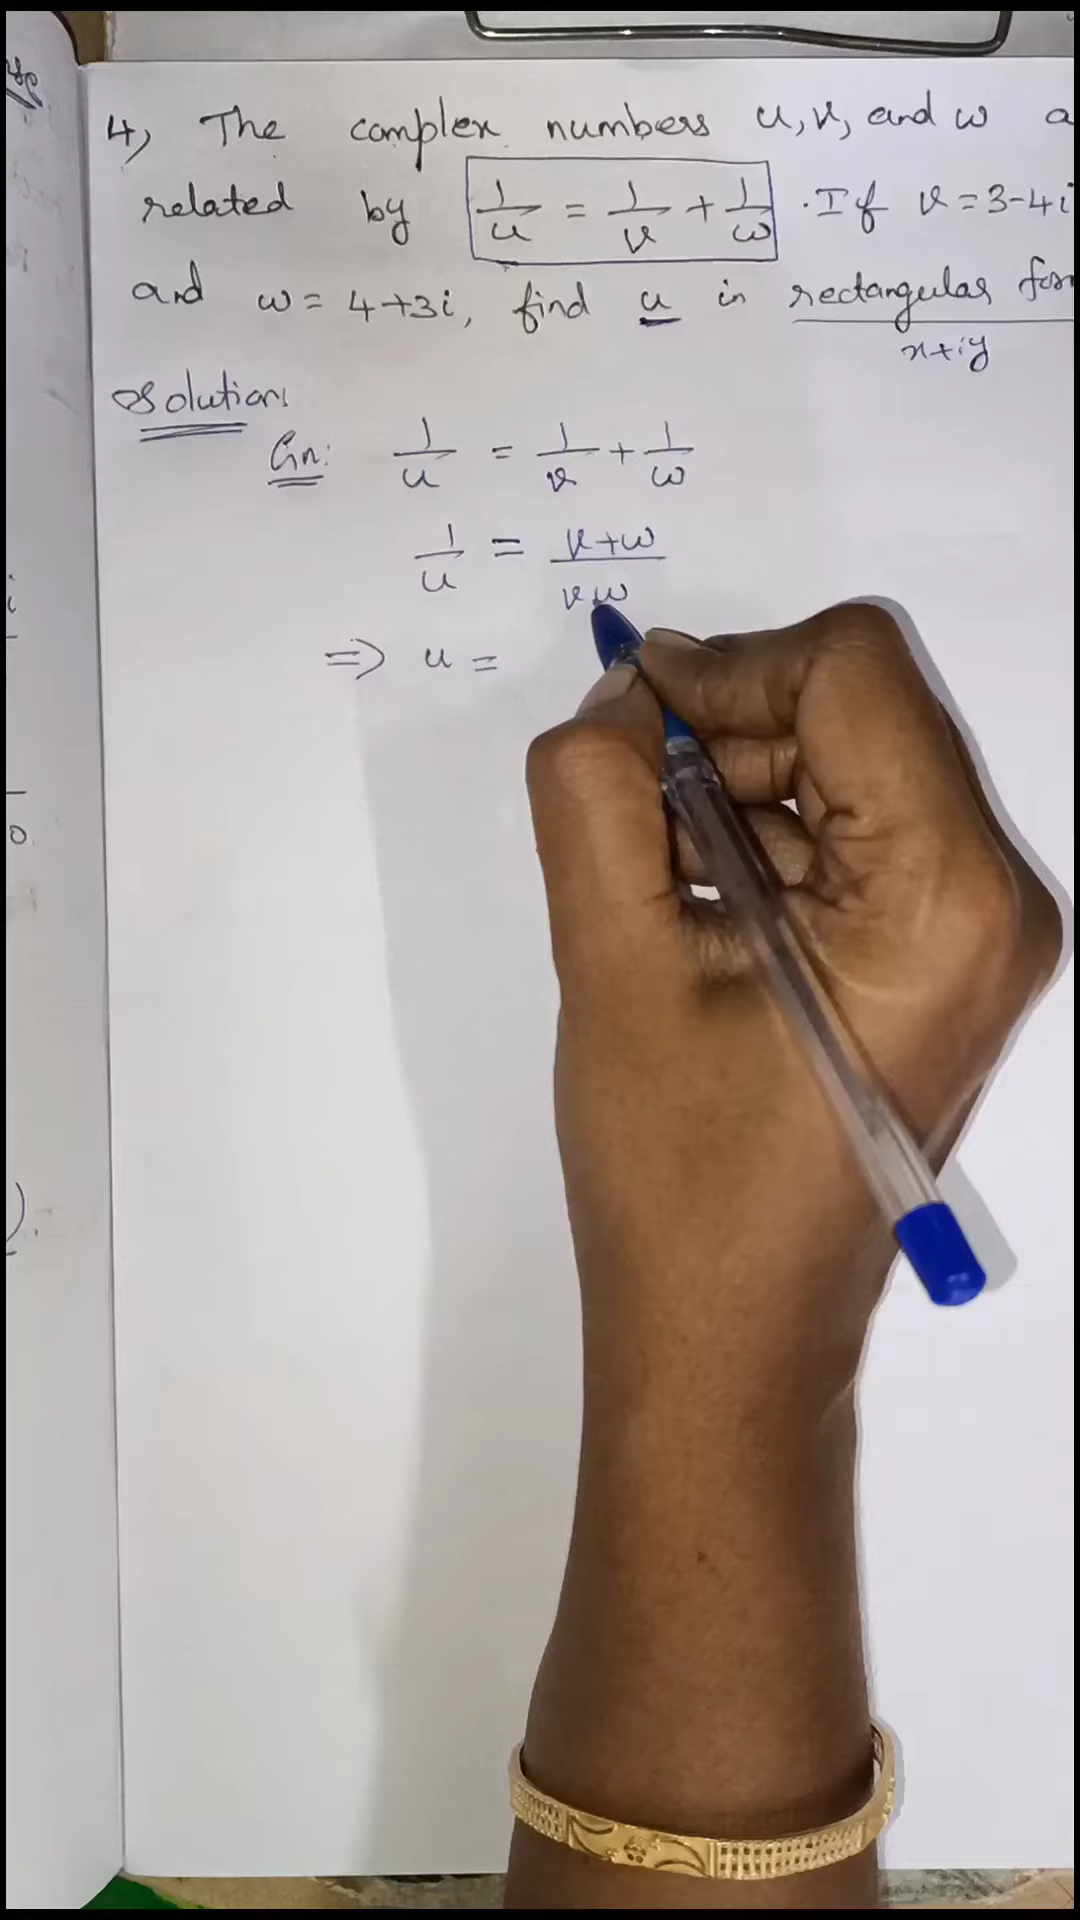 4) The complex numbers u, v, and w a
related by 1/u = 1/v + 1/w . If v = 3-4i
and w = 4+3i, find u in rectangular for
x+iy
Solution:
Gn: 1/u = 1/v + 1/w
1/u = v+w/vw
=> u =